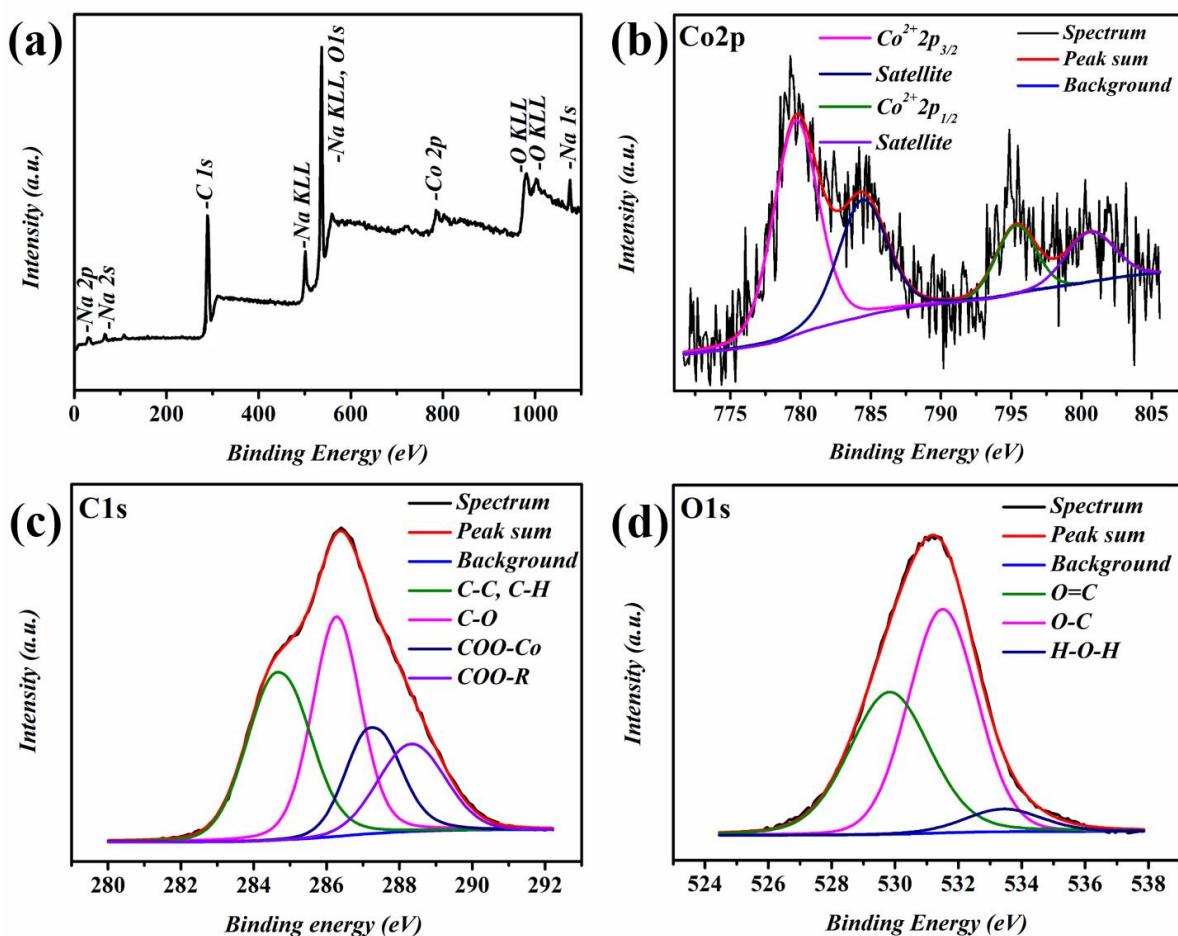 (a)
Intensity (a.u.)
-Na 2p
-Na 2s
-C 1s
-Na KLL
-Na KLL, O1s
-Co 2p
-O KLL
-O KLL
-Na 1s
0 200 400 600 800 1000
Binding Energy (eV)
(b)
Co2p
Intensity (a.u.)
Co²⁺2p₃/₂
Satellite
Co²⁺2p₁/₂
Satellite
Spectrum
Peak sum
Background
775 780 785 790 795 800 805
Binding Energy (eV)
(c)
C1s
Intensity (a.u.)
Spectrum
Peak sum
Background
C-C, C-H
C-O
COO-Co
COO-R
280 282 284 286 288 290 292
Binding energy (eV)
(d)
O1s
Intensity (a.u.)
Spectrum
Peak sum
Background
O=C
O-C
H-O-H
524 526 528 530 532 534 536 538
Binding Energy (eV)